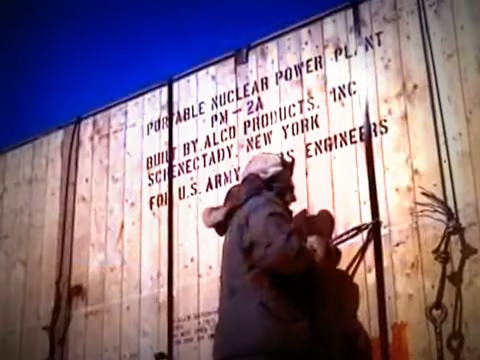 PORTABLE NUCLEAR POWER PLANT
PM - 2A
BUILT BY ALCO PRODUCTS, INC
SCHENECTADY, NEW YORK
FOR U.S. ARMY ENGINEERS